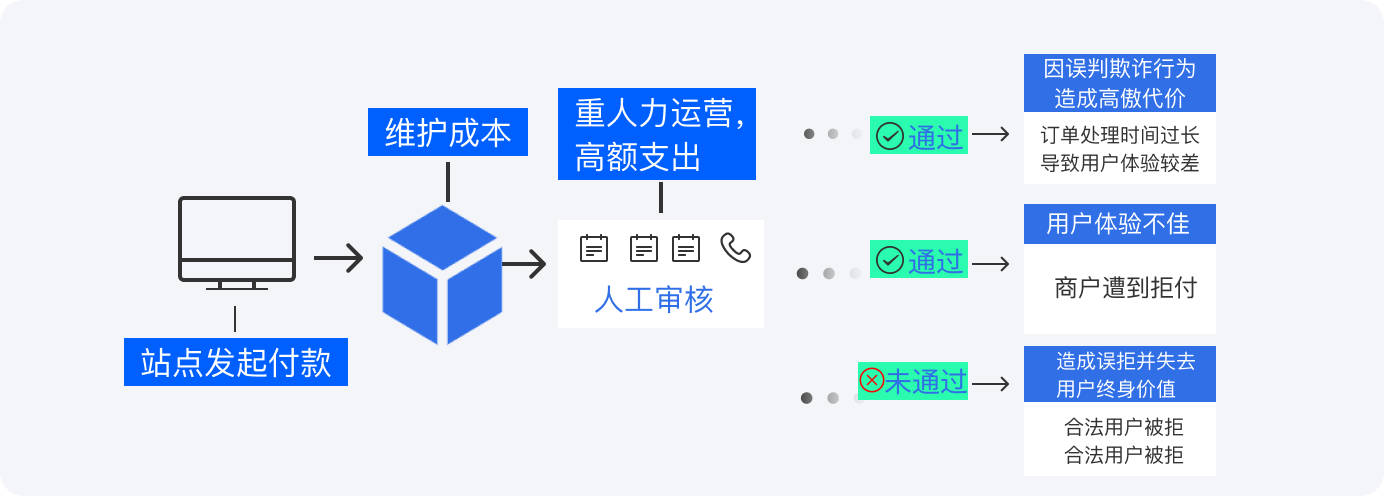 站点发起付款
维护成本
重人力运营，
高额支出
人工审核
通过
因误判欺诈行为
造成高傲代价
订单处理时间过长
导致用户体验较差
通过
用户体验不佳
商户遭到拒付
未通过
造成误拒并失去
用户终身价值
合法用户被拒
合法用户被拒